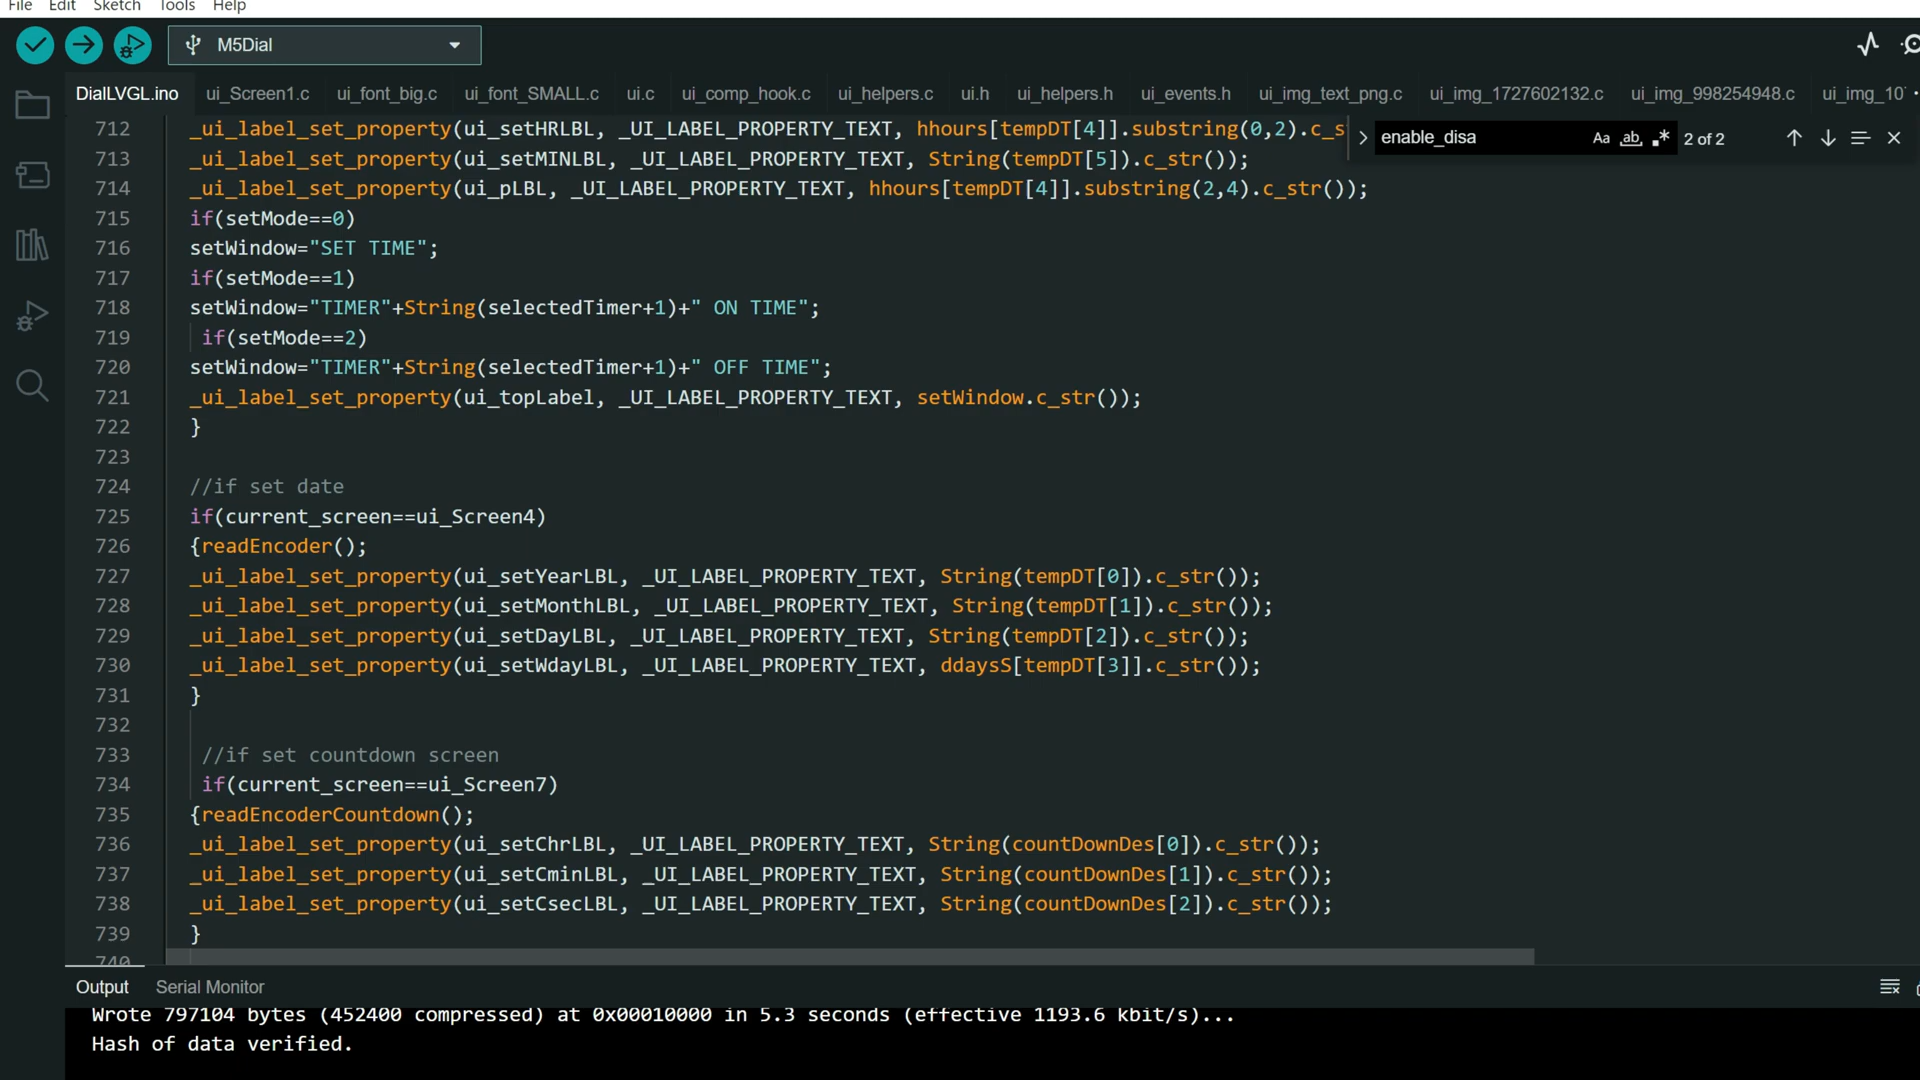 File Edit Sketch Tools Help
M5Dial
DialLVGL.ino ui_Screen1.c ui_font_big.c ui_font_SMALL.c ui.c ui_comp_hook.c ui_helpers.c ui.h ui_helpers.h ui_events.h ui_img_text_png.c ui_img_1727602132.c ui_img_998254948.c ui_img_10
enable_disa Aa ab .* 2 of 2
712 _ui_label_set_property(ui_setHRLBL, _UI_LABEL_PROPERTY_TEXT, hhours[tempDT[4]].substring(0,2).c_s
713 _ui_label_set_property(ui_setMINLBL, _UI_LABEL_PROPERTY_TEXT, String(tempDT[5]).c_str());
714 _ui_label_set_property(ui_pLBL, _UI_LABEL_PROPERTY_TEXT, hhours[tempDT[4]].substring(2,4).c_str());
715 if(setMode==0)
716 setWindow="SET TIME";
717 if(setMode==1)
718 setWindow="TIMER"+String(selectedTimer+1)+" ON TIME";
719 if(setMode==2)
720 setWindow="TIMER"+String(selectedTimer+1)+" OFF TIME";
721 _ui_label_set_property(ui_topLabel, _UI_LABEL_PROPERTY_TEXT, setWindow.c_str());
722 }
723
724 //if set date
725 if(current_screen==ui_Screen4)
726 {readEncoder();
727 _ui_label_set_property(ui_setYearLBL, _UI_LABEL_PROPERTY_TEXT, String(tempDT[0]).c_str());
728 _ui_label_set_property(ui_setMonthLBL, _UI_LABEL_PROPERTY_TEXT, String(tempDT[1]).c_str());
729 _ui_label_set_property(ui_setDayLBL, _UI_LABEL_PROPERTY_TEXT, String(tempDT[2]).c_str());
730 _ui_label_set_property(ui_setWdayLBL, _UI_LABEL_PROPERTY_TEXT, ddaysS[tempDT[3]].c_str());
731 }
732
733 //if set countdown screen
734 if(current_screen==ui_Screen7)
735 {readEncoderCountdown();
736 _ui_label_set_property(ui_setChrLBL, _UI_LABEL_PROPERTY_TEXT, String(countDownDes[0]).c_str());
737 _ui_label_set_property(ui_setCminLBL, _UI_LABEL_PROPERTY_TEXT, String(countDownDes[1]).c_str());
738 _ui_label_set_property(ui_setCsecLBL, _UI_LABEL_PROPERTY_TEXT, String(countDownDes[2]).c_str());
739 }
740
Output Serial Monitor
Wrote 797104 bytes (452400 compressed) at 0x00010000 in 5.3 seconds (effective 1193.6 kbit/s)...
Hash of data verified.